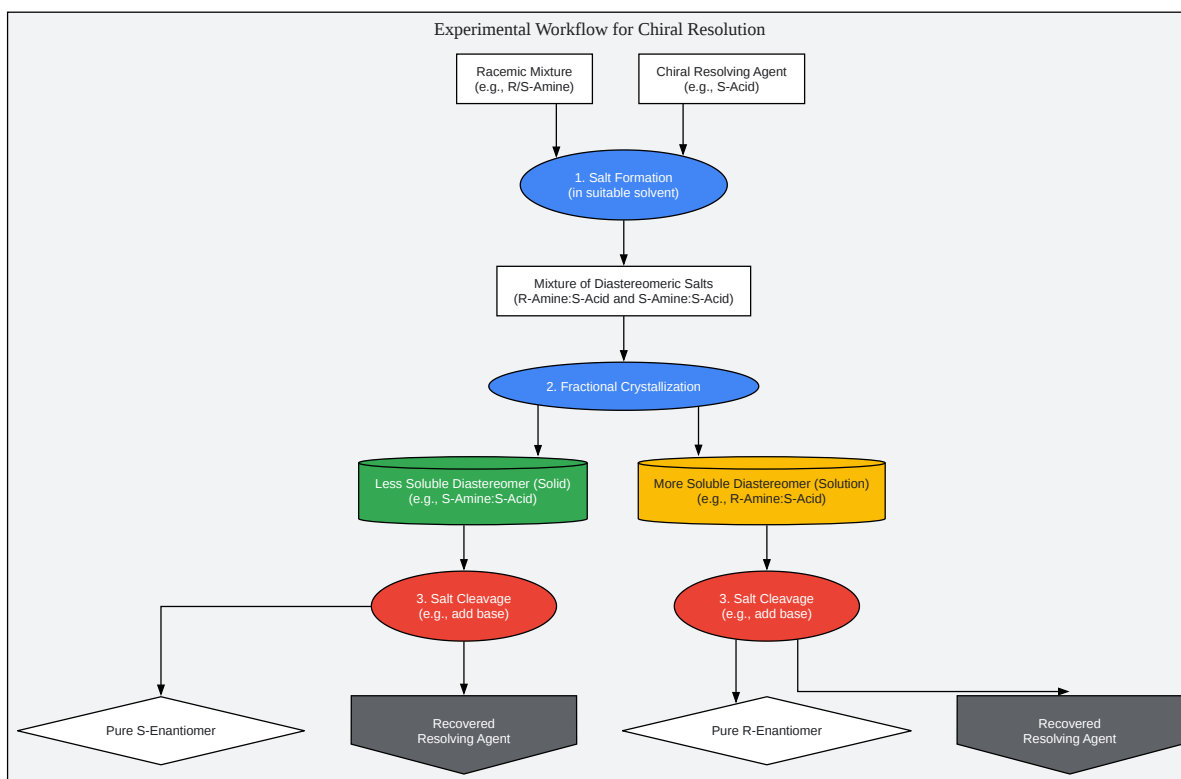 Experimental Workflow for Chiral Resolution
Racemic Mixture
(e.g., R/S-Amine)
Chiral Resolving Agent
(e.g., S-Acid)
1. Salt Formation
(in suitable solvent)
Mixture of Diastereomeric Salts
(R-Amine:S-Acid and S-Amine:S-Acid)
2. Fractional Crystallization
Less Soluble Diastereomer (Solid)
(e.g., S-Amine:S-Acid)
More Soluble Diastereomer (Solution)
(e.g., R-Amine:S-Acid)
3. Salt Cleavage
(e.g., add base)
3. Salt Cleavage
(e.g., add base)
Pure S-Enantiomer
Recovered
Resolving Agent
Pure R-Enantiomer
Recovered
Resolving Agent